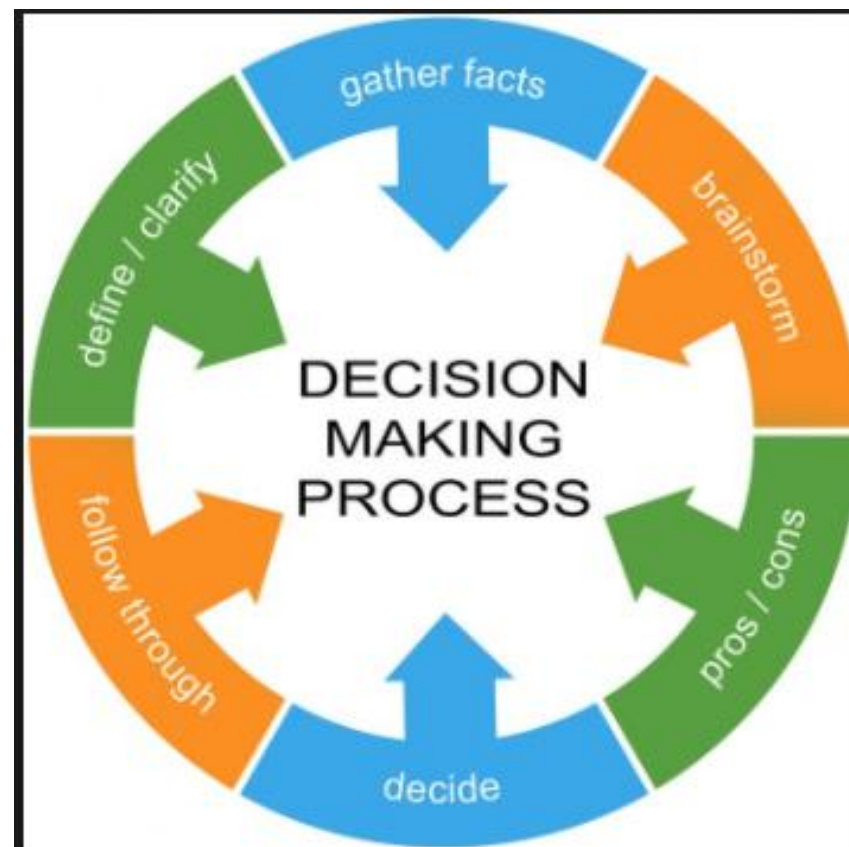 gather facts
brainstorm
pros / cons
decide
follow through
define / clarify
DECISION
MAKING
PROCESS